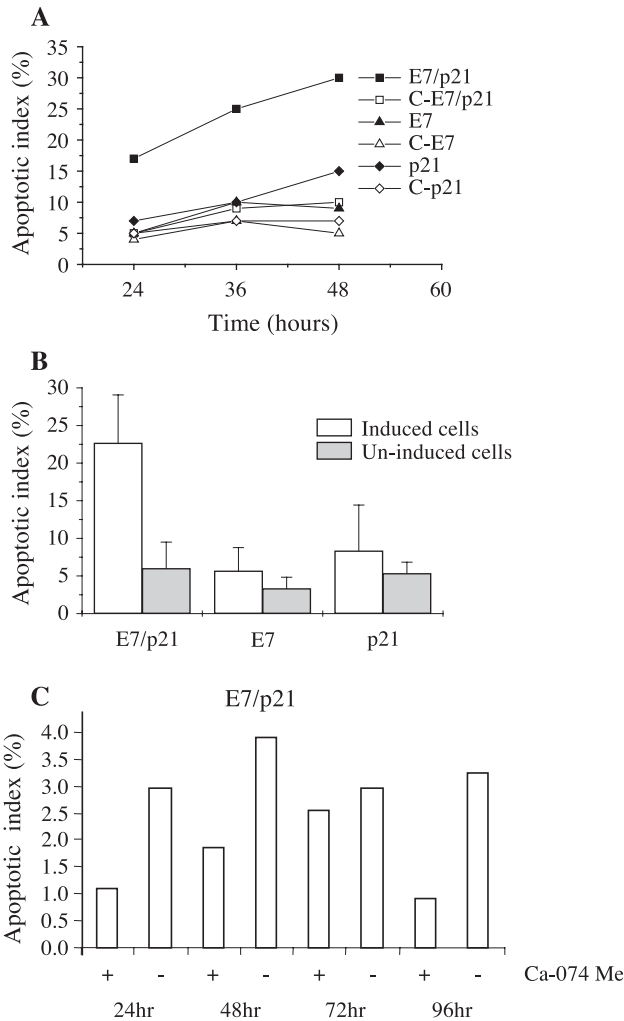 A
Apoptotic index (%)
35
30
25
20
15
10
5
0
24
36
48
60
Time (hours)
E7/p21
C-E7/p21
E7
C-E7
p21
C-p21
B
Apoptotic index (%)
30
25
20
15
10
5
0
Induced cells
Un-induced cells
E7/p21
E7
p21
C
E7/p21
Apoptotic index (%)
4.0
3.5
3.0
2.5
2.0
1.5
1.0
0.5
0.0
+ - + - + - + - Ca-074 Me
24hr 48hr 72hr 96hr